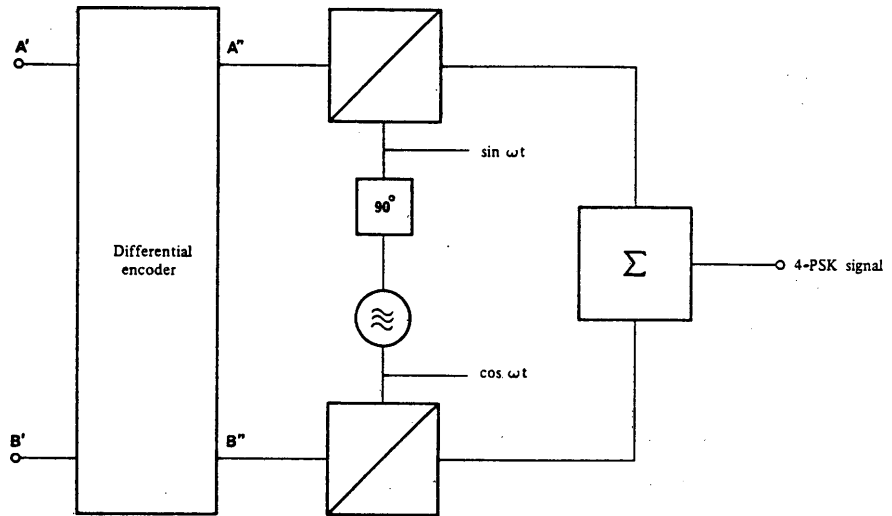 A'
A"
sin ωt
90°
Differential
encoder
Σ
4-PSK signal
cos ωt
B'
B"